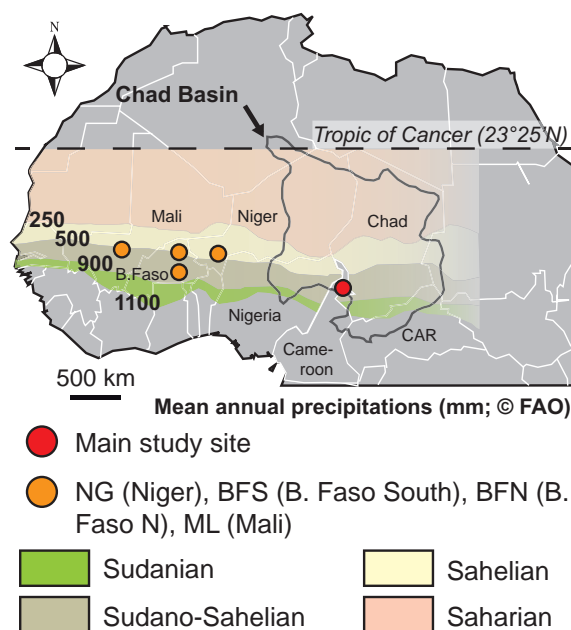 N
Chad Basin
Tropic of Cancer (23°25'N)
250
Mali
Niger
Chad
500
900
B.Faso
1100
Nigeria
CAR
Came-
roon
500 km
Mean annual precipitations (mm; © FAO)
Main study site
NG (Niger), BFS (B. Faso South), BFN (B.
Faso N), ML (Mali)
Sudanian
Sahelian
Sudano-Sahelian
Saharian